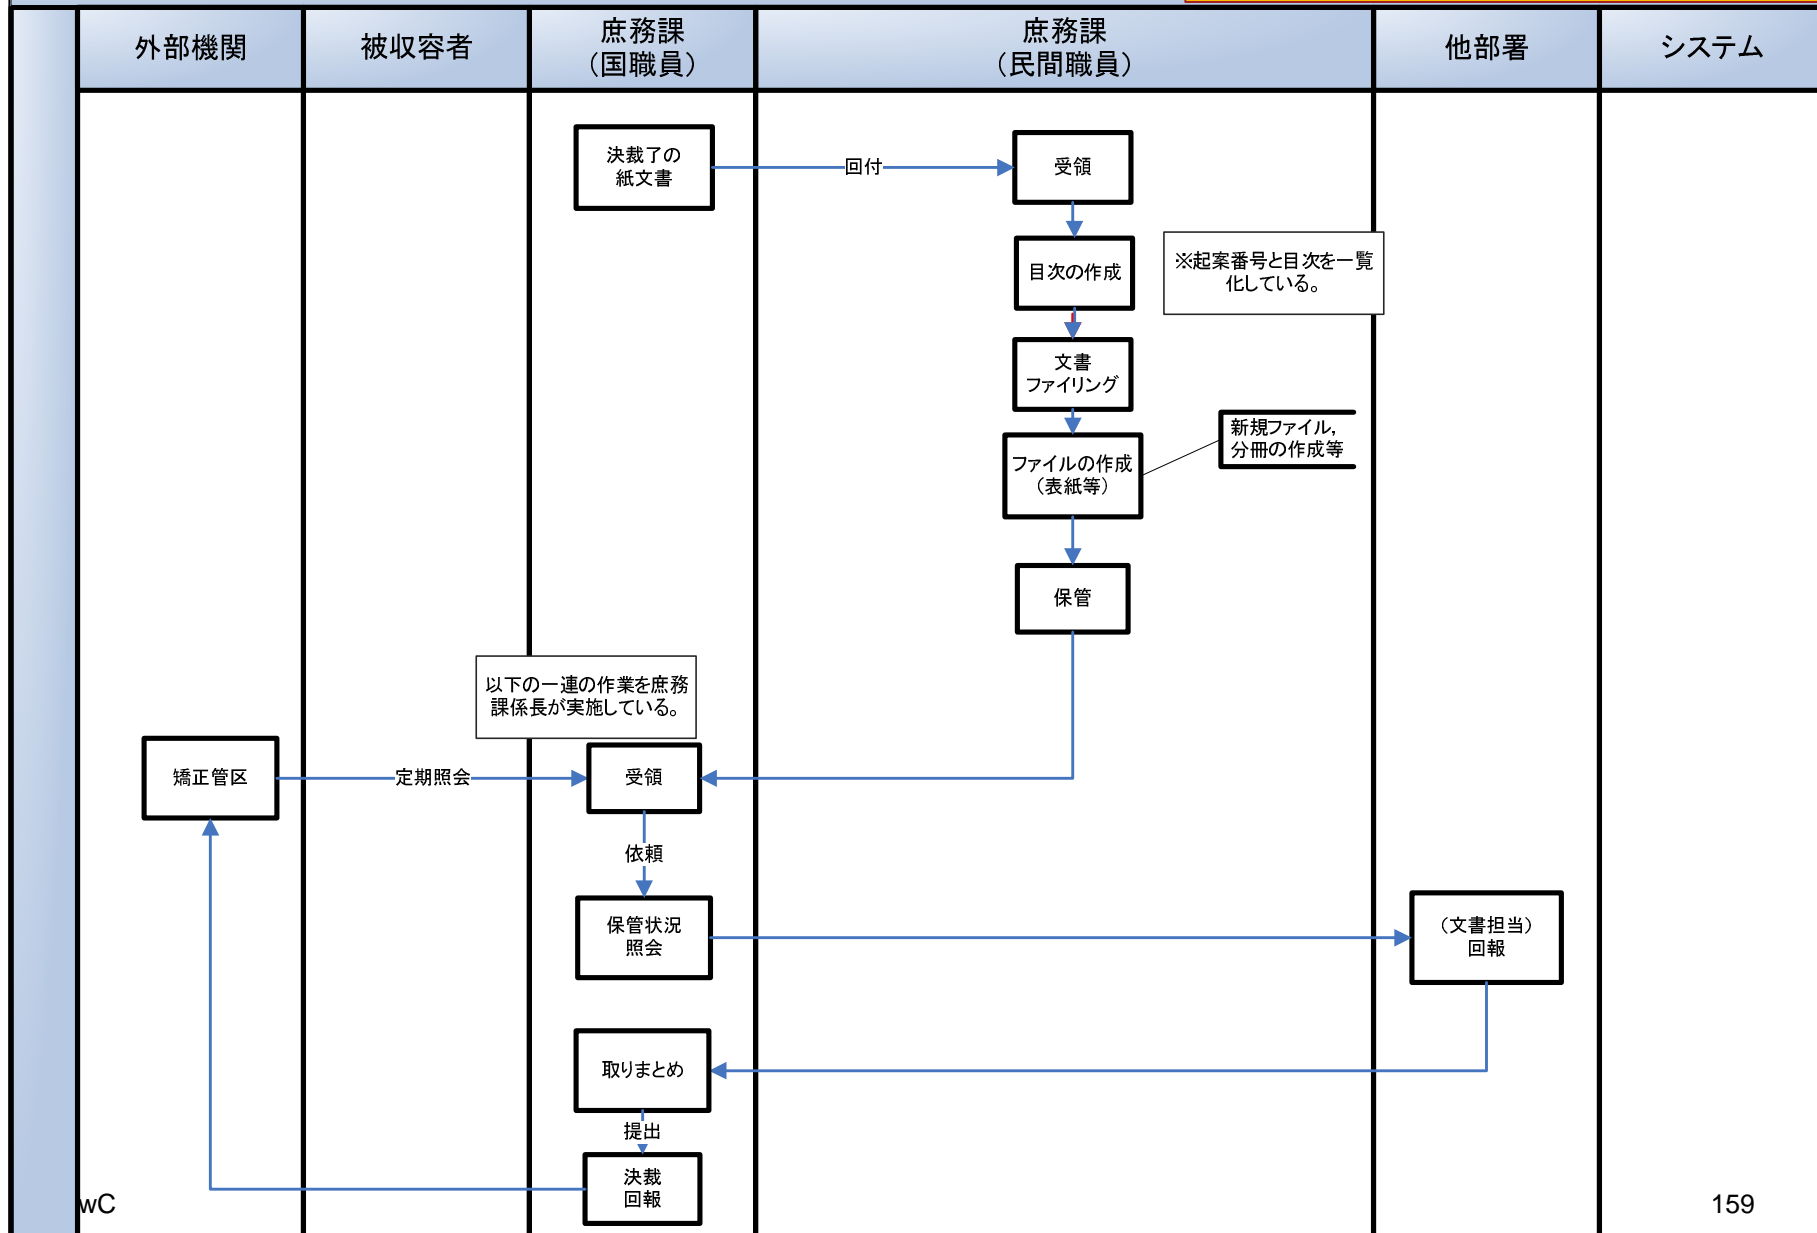 外部機関
被収容者
庶務課
（国職員）
庶務課
（民間職員）
他部署
システム
決裁了の
紙文書
回付
受領
目次の作成
※起案番号と目次を一覧
化している。
文書
ファイリング
新規ファイル，
分冊の作成等
ファイルの作成
（表紙等）
保管
以下の一連の作業を庶務
課係長が実施している。
矯正管区
定期照会
受領
依頼
保管状況
照会
（文書担当）
回報
取りまとめ
提出
決裁
回報
wC
159